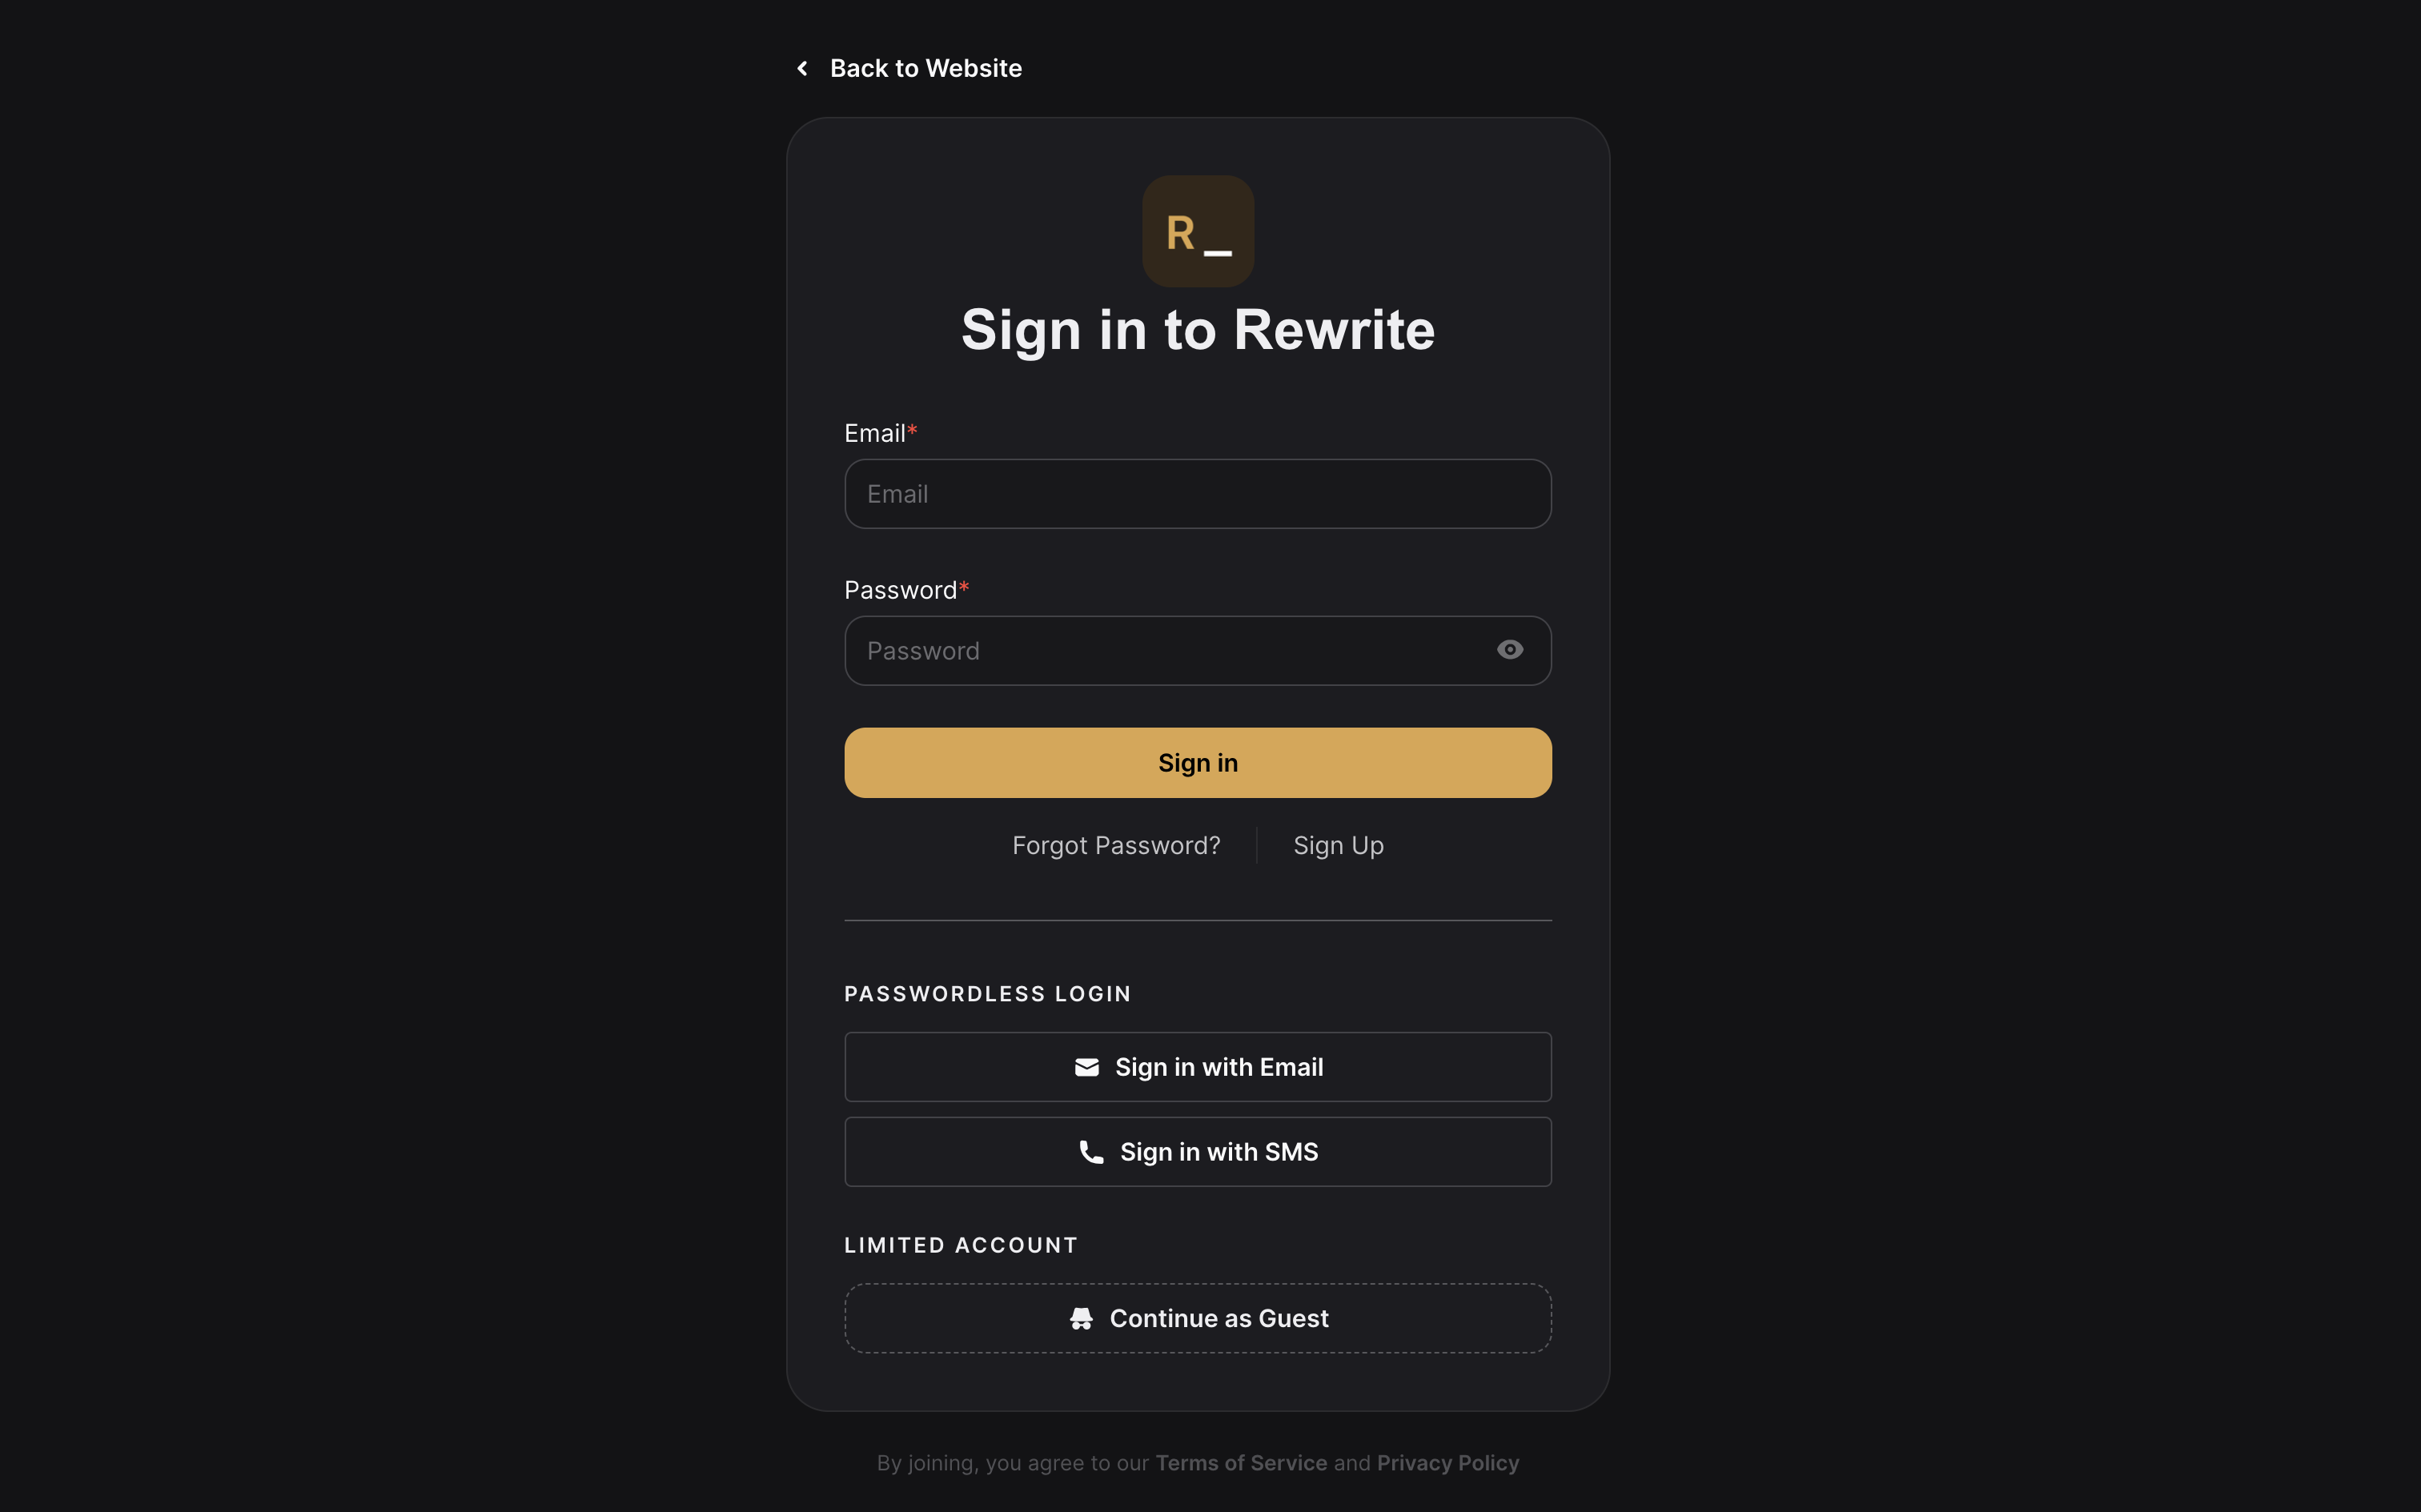 Back to Website
R_
Sign in to Rewrite
Email*
Email
Password*
Password
Sign in
Forgot Password? Sign Up
PASSWORDLESS LOGIN
Sign in with Email
Sign in with SMS
LIMITED ACCOUNT
Continue as Guest
By joining, you agree to our Terms of Service and Privacy Policy